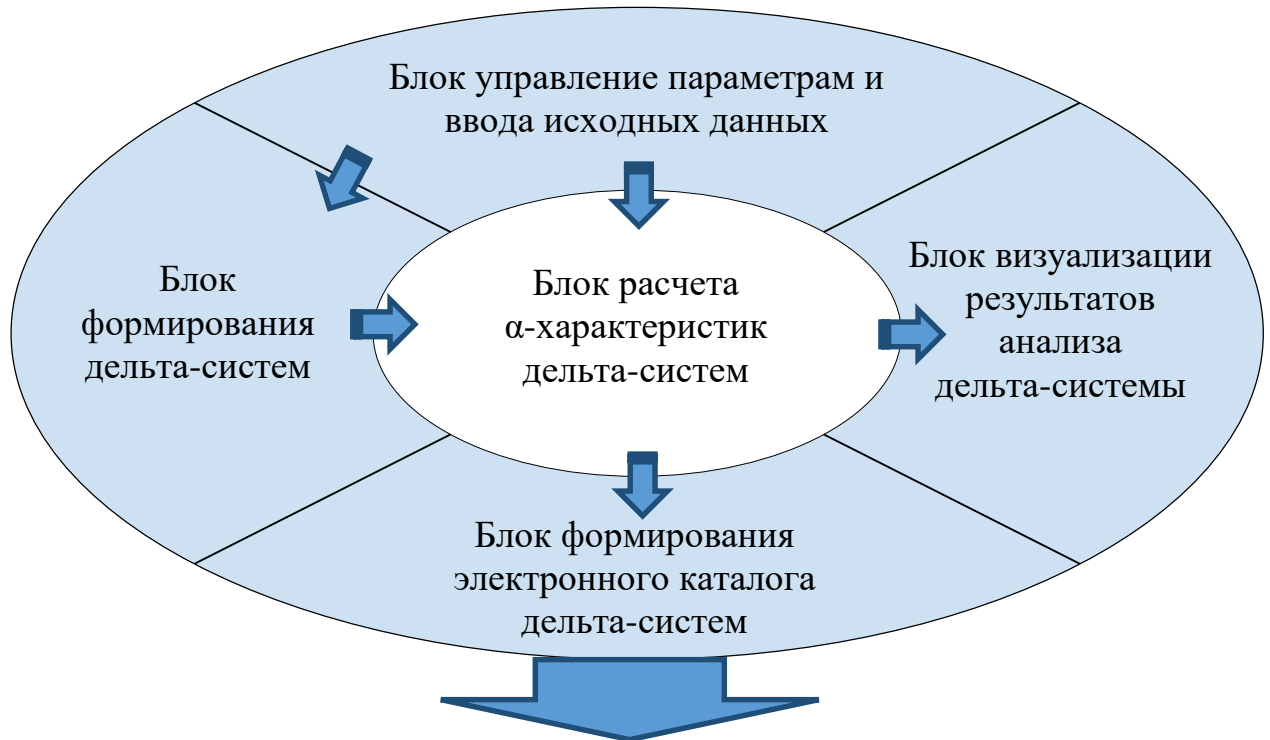 Блок управление параметрам и
ввода исходных данных
Блок
формирования
дельта-систем
Блок расчета
α-характеристик
дельта-систем
Блок визуализации
результатов
анализа
дельта-системы
Блок формирования
электронного каталога
дельта-систем